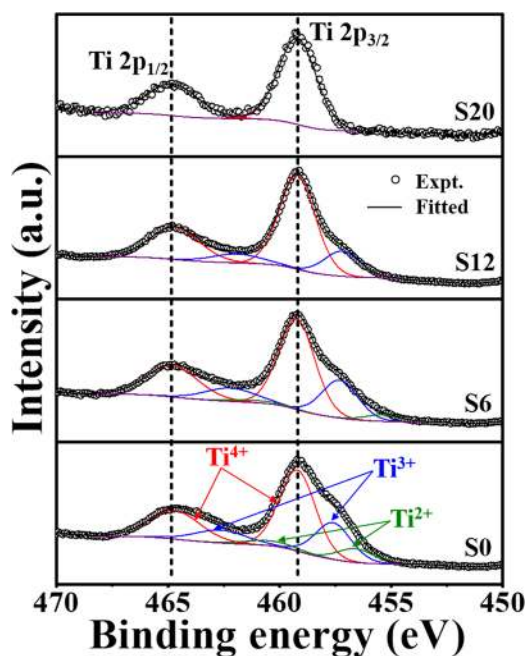 Ti 2p3/2
Ti 2p1/2
S20
Expt.
Fitted
S12
S6
Ti4+
Ti3+
Ti2+
S0
Intensity (a.u.)
470 465 460 455 450
Binding energy (eV)